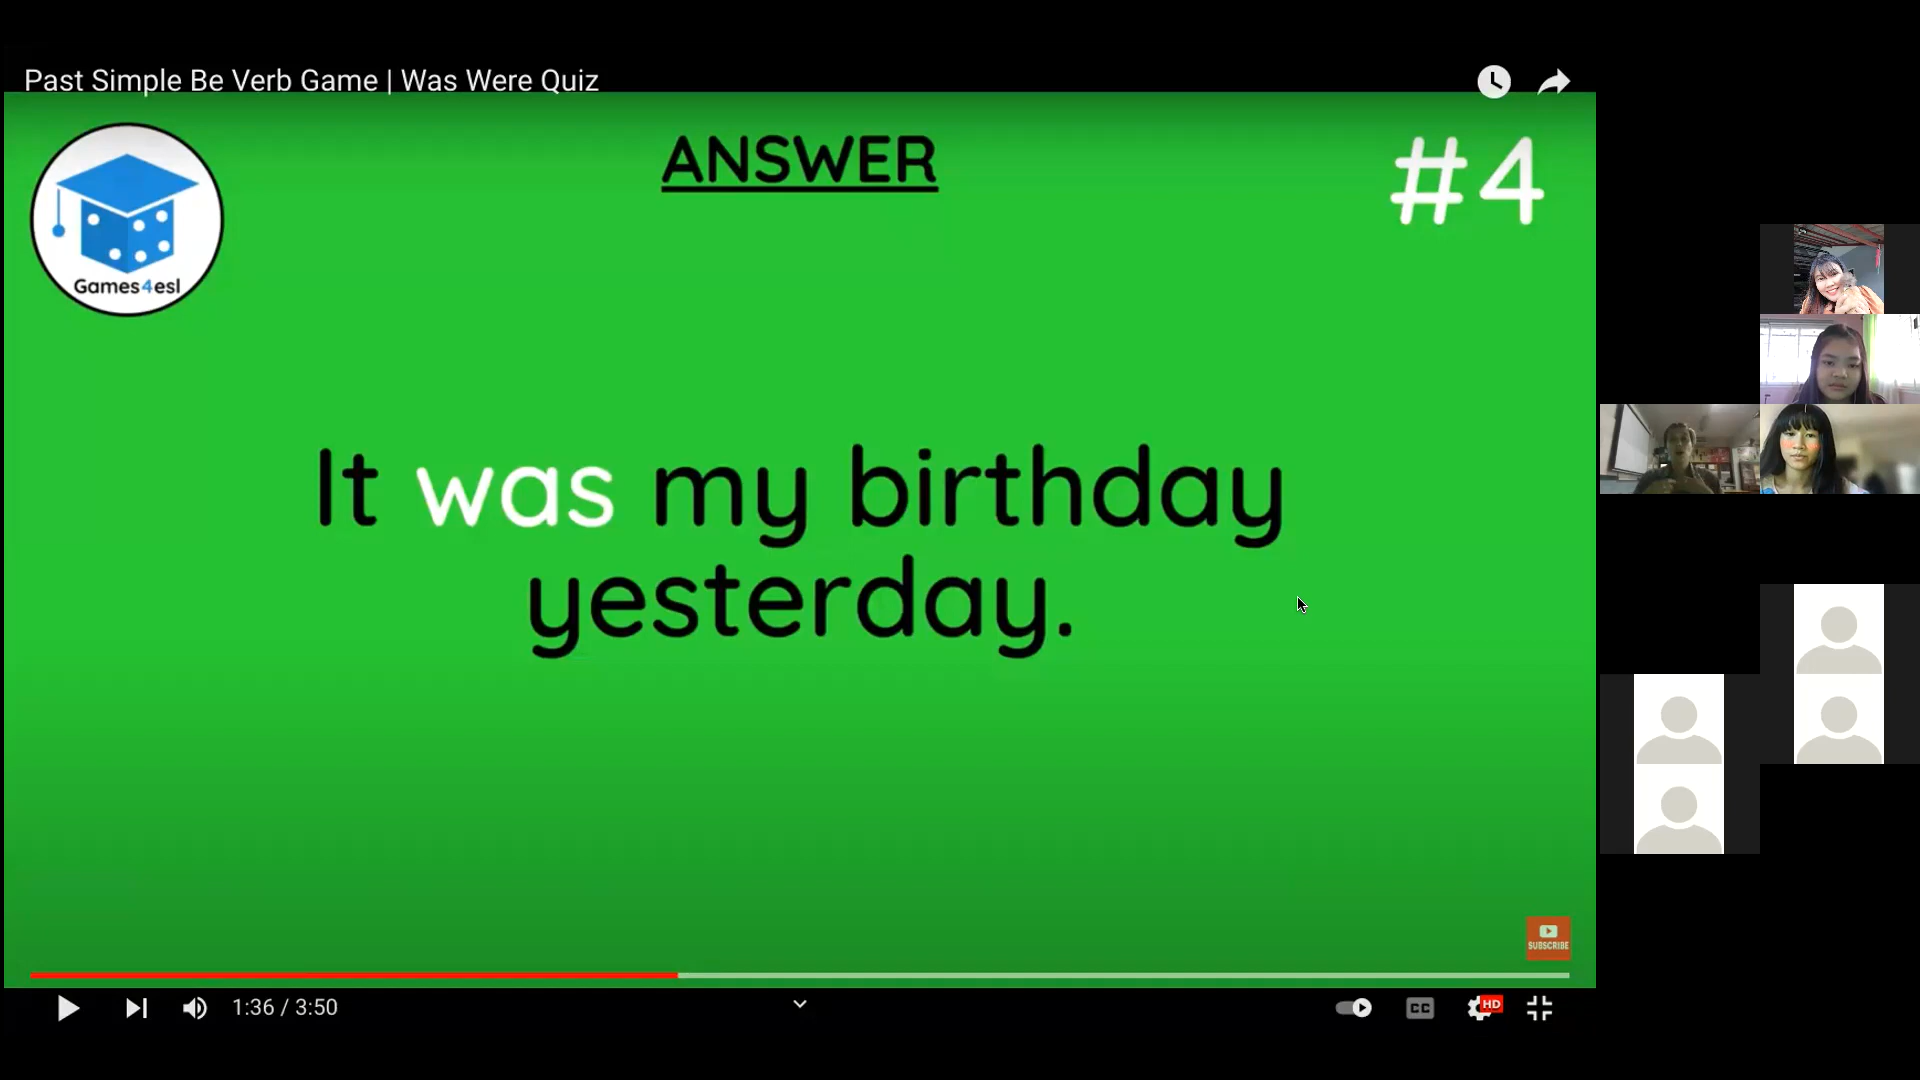 Past Simple Be Verb Game | Was Were Quiz
ANSWER
#4
Games4esl
It was my birthday
yesterday.
SUBSCRIBE
1:36 / 3:50
CC
HD